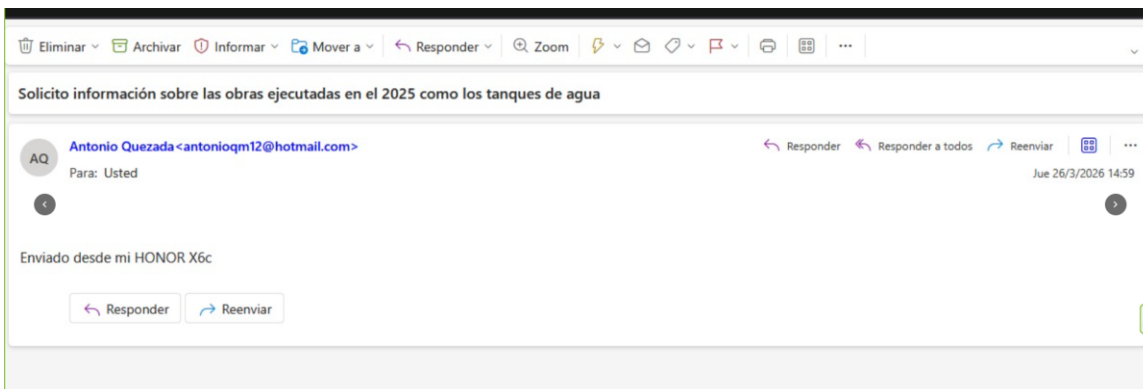 Eliminar Archivar Informar Mover a Responder Zoom ...
Solicito información sobre las obras ejecutadas en el 2025 como los tanques de agua
AQ
Antonio Quezada<antonioqm12@hotmail.com>
Responder Responder a todos Reenviar ...
Para: Usted
Jue 26/3/2026 14:59
Enviado desde mi HONOR X6c
Responder Reenviar